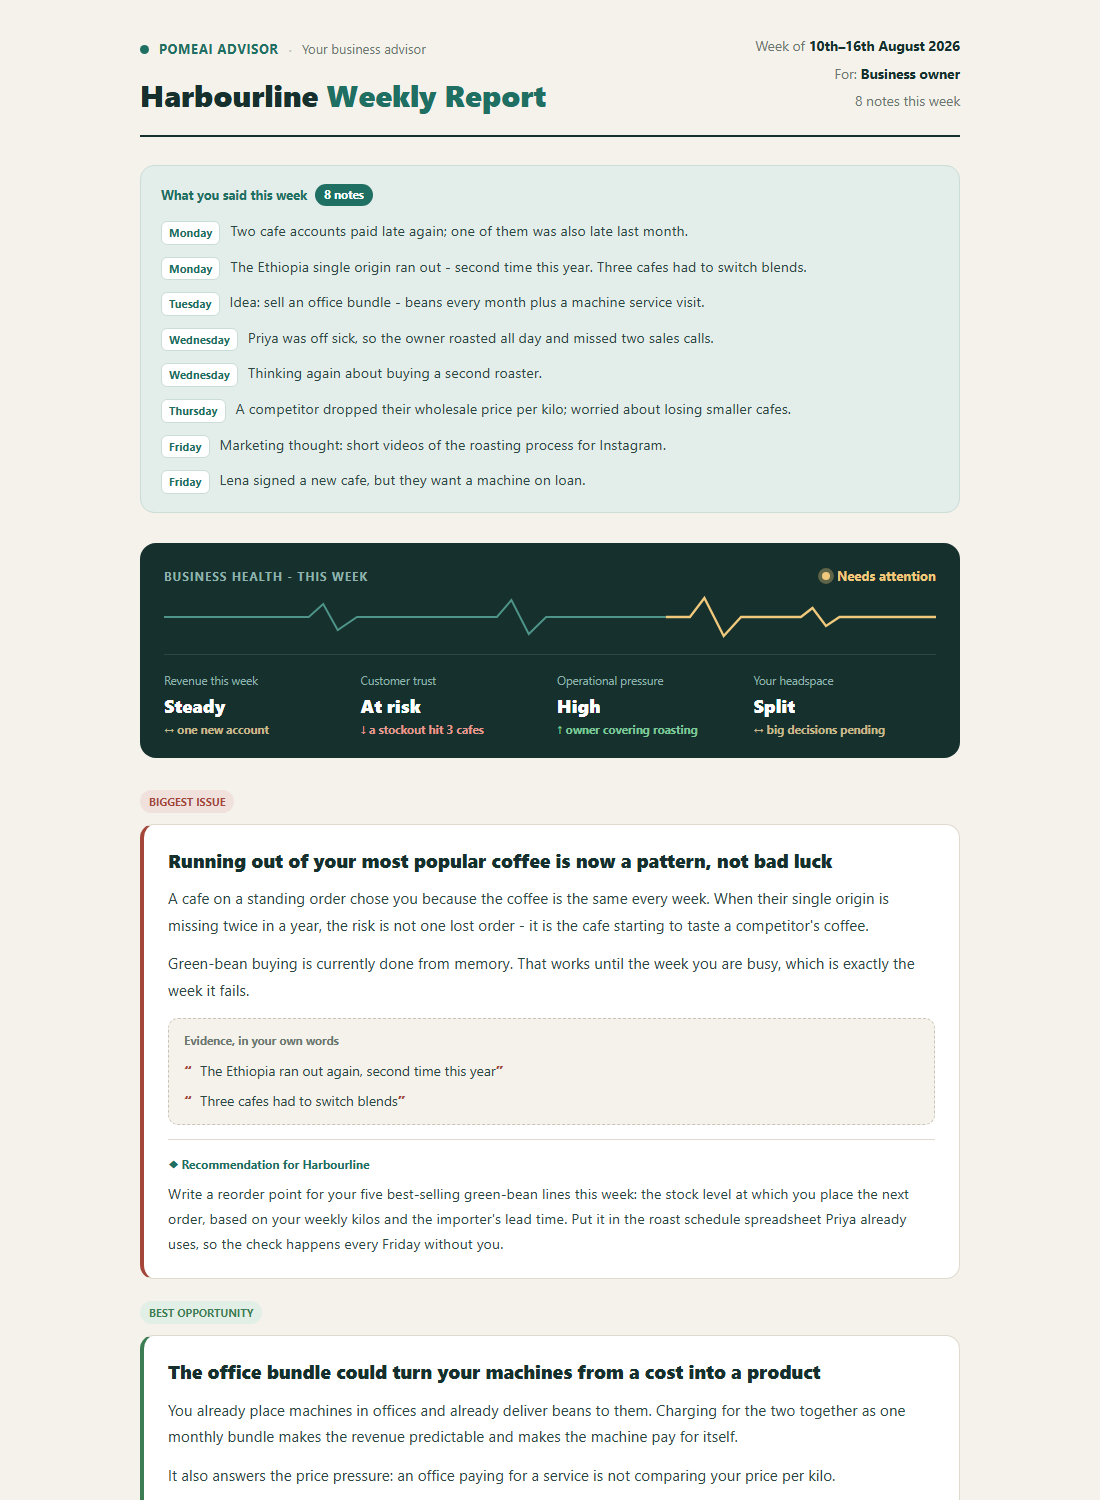 POMEAI ADVISOR · Your business advisor
Harbourline Weekly Report
Week of 10th–16th August 2026
For: Business owner
8 notes this week
What you said this week 8 notes
Monday Two cafe accounts paid late again; one of them was also late last month.
Monday The Ethiopia single origin ran out - second time this year. Three cafes had to switch blends.
Tuesday Idea: sell an office bundle - beans every month plus a machine service visit.
Wednesday Priya was off sick, so the owner roasted all day and missed two sales calls.
Wednesday Thinking again about buying a second roaster.
Thursday A competitor dropped their wholesale price per kilo; worried about losing smaller cafes.
Friday Marketing thought: short videos of the roasting process for Instagram.
Friday Lena signed a new cafe, but they want a machine on loan.
BUSINESS HEALTH - THIS WEEK
Needs attention
Revenue this week
Steady
↔ one new account
Customer trust
At risk
↓ a stockout hit 3 cafes
Operational pressure
High
↑ owner covering roasting
Your headspace
Split
↔ big decisions pending
BIGGEST ISSUE
Running out of your most popular coffee is now a pattern, not bad luck
A cafe on a standing order chose you because the coffee is the same every week. When their single origin is
missing twice in a year, the risk is not one lost order - it is the cafe starting to taste a competitor's coffee.
Green-bean buying is currently done from memory. That works until the week you are busy, which is exactly the
week it fails.
Evidence, in your own words
“ The Ethiopia ran out again, second time this year”
“ Three cafes had to switch blends”
❖ Recommendation for Harbourline
Write a reorder point for your five best-selling green-bean lines this week: the stock level at which you place the next
order, based on your weekly kilos and the importer's lead time. Put it in the roast schedule spreadsheet Priya already
uses, so the check happens every Friday without you.
BEST OPPORTUNITY
The office bundle could turn your machines from a cost into a product
You already place machines in offices and already deliver beans to them. Charging for the two together as one
monthly bundle makes the revenue predictable and makes the machine pay for itself.
It also answers the price pressure: an office paying for a service is not comparing your price per kilo.